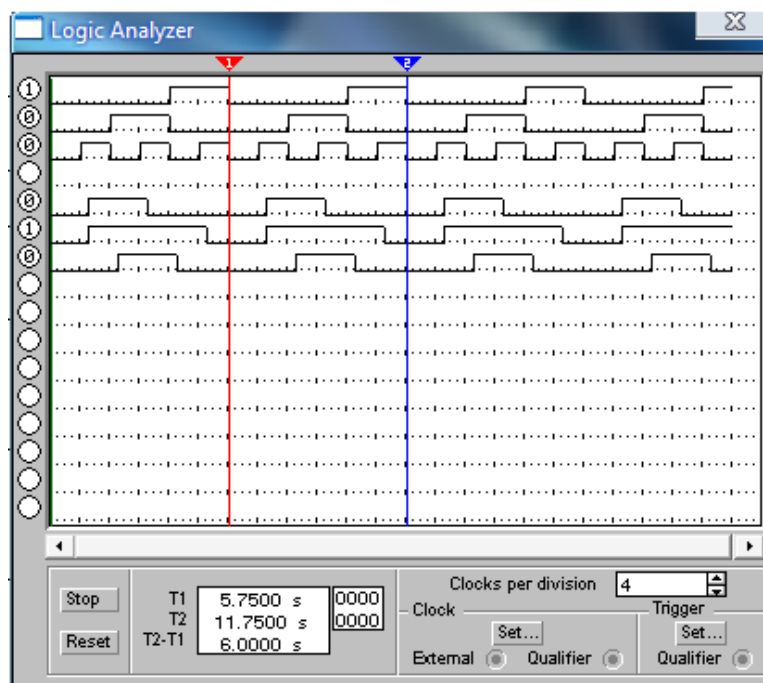 Logic Analyzer
1 2
1
0
0
0
1
0
Clocks per division 4
Stop T1 5.7500 s 0000 Clock Trigger
T2 11.7500 s 0000 Set... Set...
Reset T2-T1 6.0000 s External Qualifier Qualifier